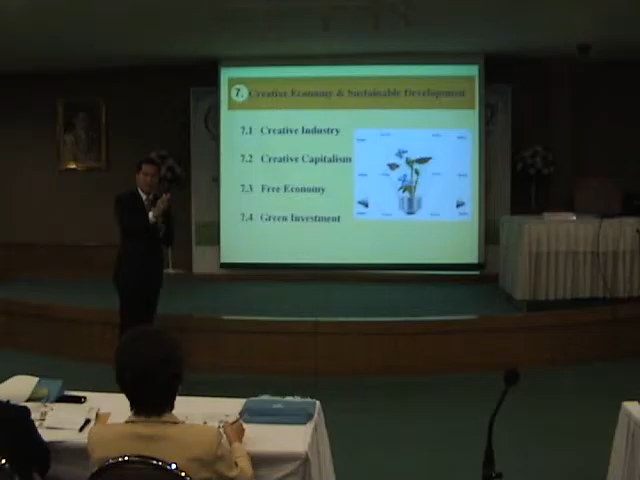 7. Creative Economy & Sustainable Development
7.1 Creative Industry
7.2 Creative Capitalism
7.3 Free Economy
7.4 Green Investment